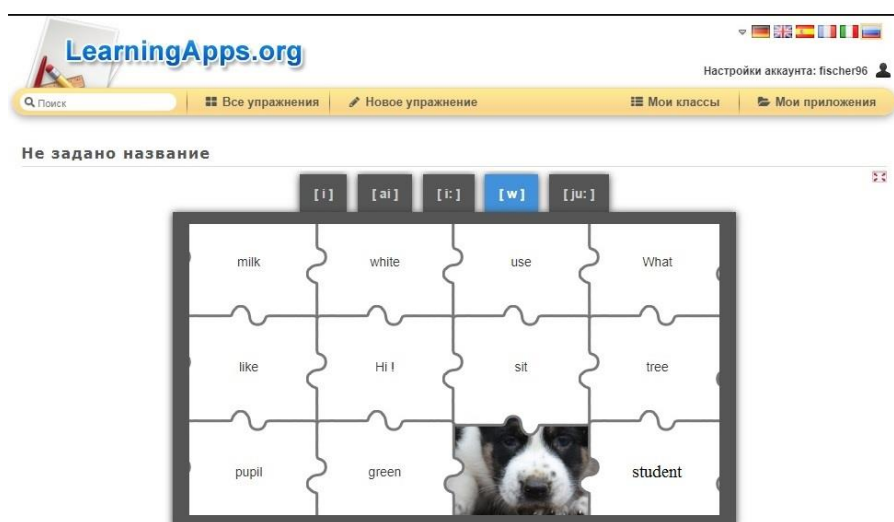 LearningApps.org
Настройки аккаунта: fischer96
Поиск
Все упражнения
Новое упражнение
Мои классы
Мои приложения
Не задано название
[ i ] [ ai ] [ i: ] [ w ] [ ju: ]
milk white use What
like Hi ! sit tree
pupil green student